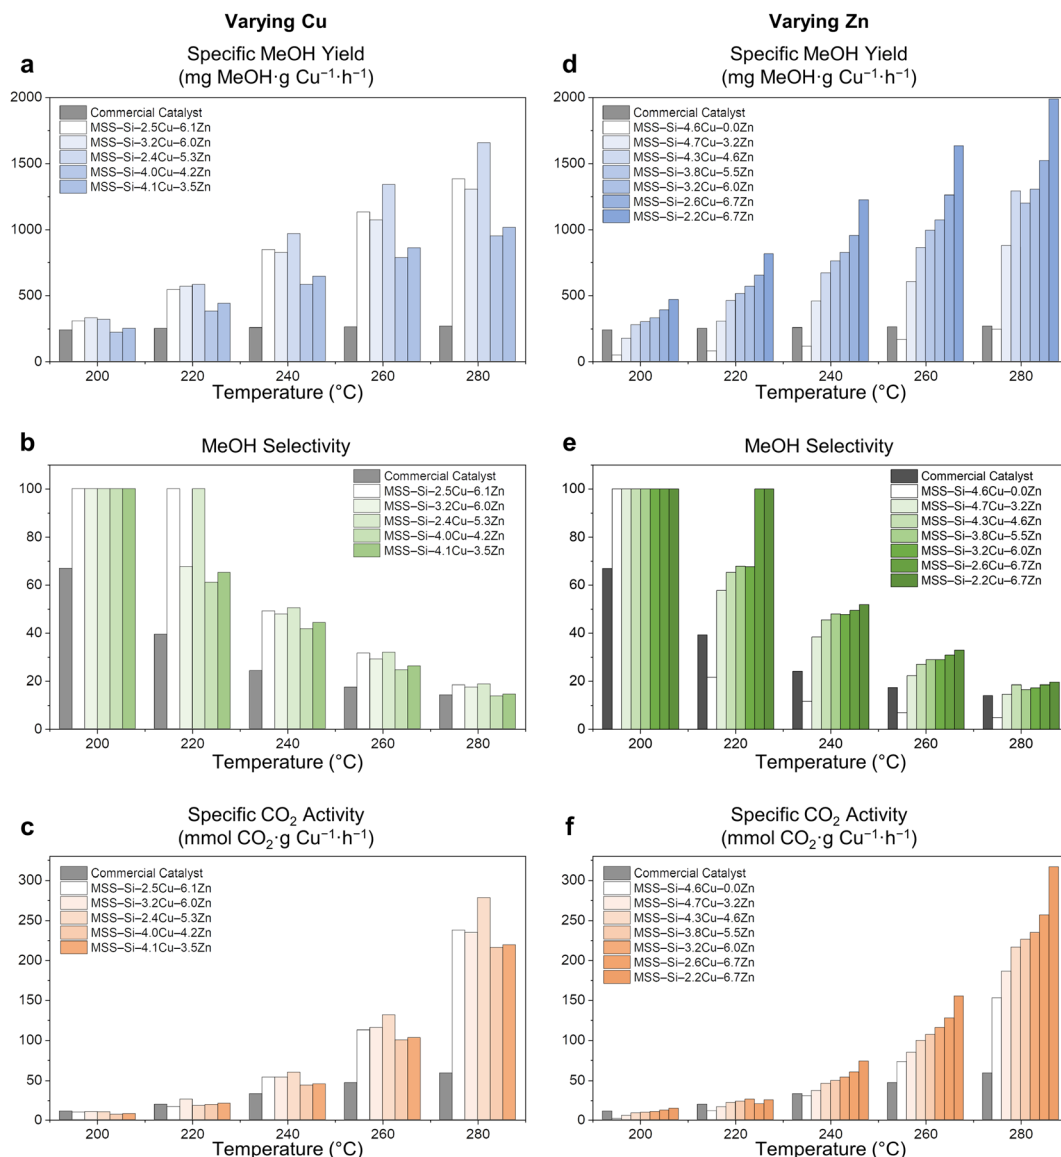 Varying Cu
a
Specific MeOH Yield
(mg MeOH·g Cu⁻¹·h⁻¹)
2000
1500
1000
500
0
Commercial Catalyst
MSS–Si–2.5Cu–6.1Zn
MSS–Si–3.2Cu–6.0Zn
MSS–Si–2.4Cu–5.3Zn
MSS–Si–4.0Cu–4.2Zn
MSS–Si–4.1Cu–3.5Zn
200 220 240 260 280
Temperature (°C)
b
MeOH Selectivity
100
80
60
40
20
0
Commercial Catalyst
MSS–Si–2.5Cu–6.1Zn
MSS–Si–3.2Cu–6.0Zn
MSS–Si–2.4Cu–5.3Zn
MSS–Si–4.0Cu–4.2Zn
MSS–Si–4.1Cu–3.5Zn
200 220 240 260 280
Temperature (°C)
c
Specific CO₂ Activity
(mmol CO₂·g Cu⁻¹·h⁻¹)
300
250
200
150
100
50
0
Commercial Catalyst
MSS–Si–2.5Cu–6.1Zn
MSS–Si–3.2Cu–6.0Zn
MSS–Si–2.4Cu–5.3Zn
MSS–Si–4.0Cu–4.2Zn
MSS–Si–4.1Cu–3.5Zn
200 220 240 260 280
Temperature (°C)
Varying Zn
d
Specific MeOH Yield
(mg MeOH·g Cu⁻¹·h⁻¹)
2000
1500
1000
500
0
Commercial Catalyst
MSS–Si–4.6Cu–0.0Zn
MSS–Si–4.7Cu–3.2Zn
MSS–Si–4.3Cu–4.6Zn
MSS–Si–3.8Cu–5.5Zn
MSS–Si–3.2Cu–6.0Zn
MSS–Si–2.6Cu–6.7Zn
MSS–Si–2.2Cu–6.7Zn
200 220 240 260 280
Temperature (°C)
e
MeOH Selectivity
100
80
60
40
20
0
Commercial Catalyst
MSS–Si–4.6Cu–0.0Zn
MSS–Si–4.7Cu–3.2Zn
MSS–Si–4.3Cu–4.6Zn
MSS–Si–3.8Cu–5.5Zn
MSS–Si–3.2Cu–6.0Zn
MSS–Si–2.6Cu–6.7Zn
MSS–Si–2.2Cu–6.7Zn
200 220 240 260 280
Temperature (°C)
f
Specific CO₂ Activity
(mmol CO₂·g Cu⁻¹·h⁻¹)
300
250
200
150
100
50
0
Commercial Catalyst
MSS–Si–4.6Cu–0.0Zn
MSS–Si–4.7Cu–3.2Zn
MSS–Si–4.3Cu–4.6Zn
MSS–Si–3.8Cu–5.5Zn
MSS–Si–3.2Cu–6.0Zn
MSS–Si–2.6Cu–6.7Zn
MSS–Si–2.2Cu–6.7Zn
200 220 240 260 280
Temperature (°C)